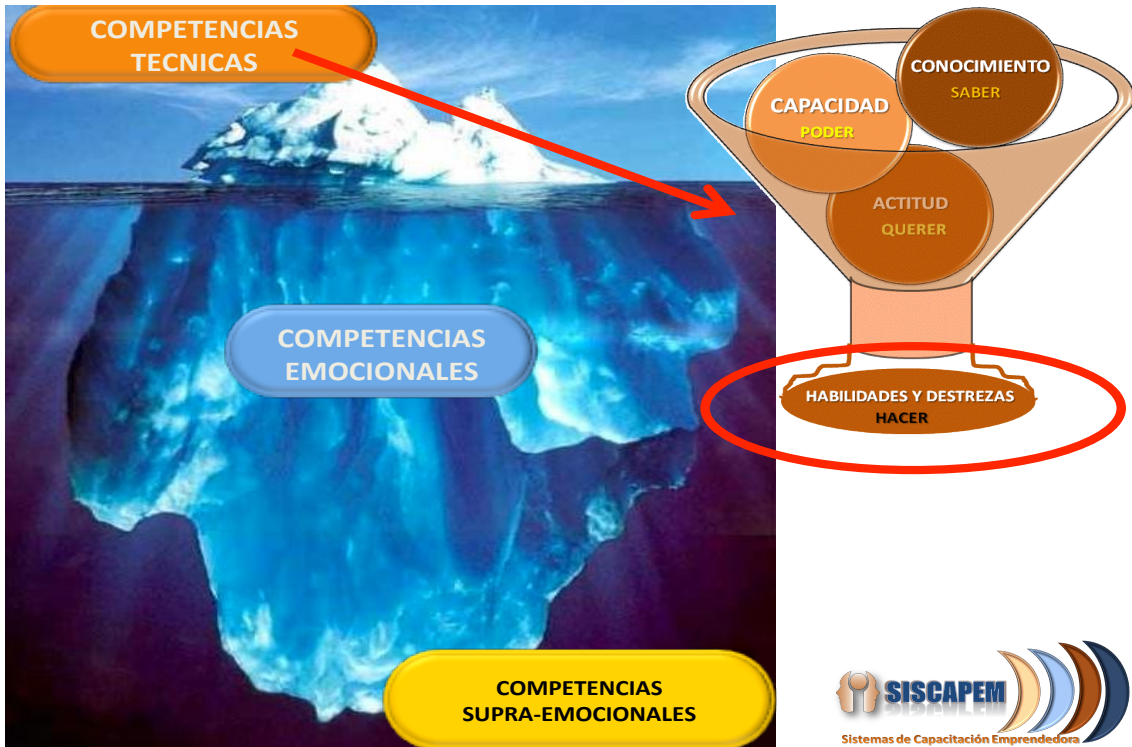 COMPETENCIAS
TECNICAS
CONOCIMIENTO
SABER
CAPACIDAD
PODER
ACTITUD
QUERER
COMPETENCIAS
EMOCIONALES
HABILIDADES Y DESTREZAS
HACER
COMPETENCIAS
SUPRA-EMOCIONALES
SISCAPEM
Sistemas de Capacitación Emprendedora